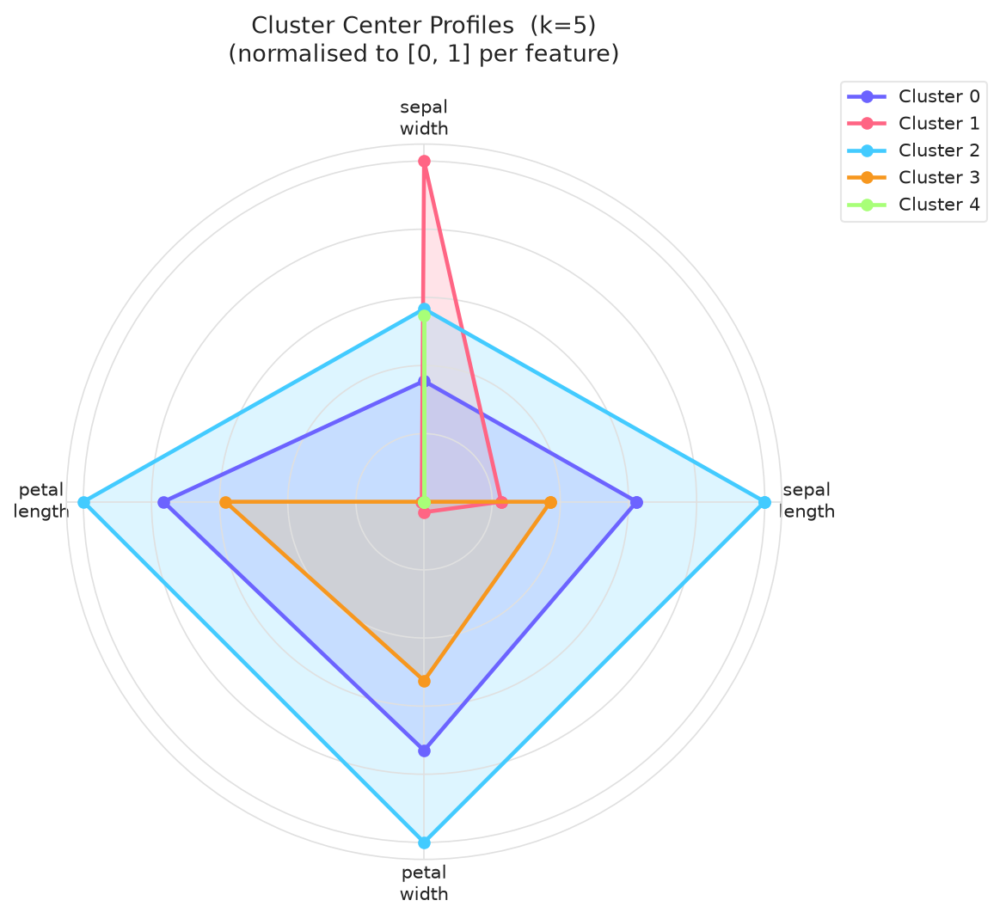 Cluster Center Profiles  (k=5)
(normalised to [0, 1] per feature)
Cluster 0
Cluster 1
Cluster 2
Cluster 3
Cluster 4
sepal
width
petal
length
sepal
length
petal
width